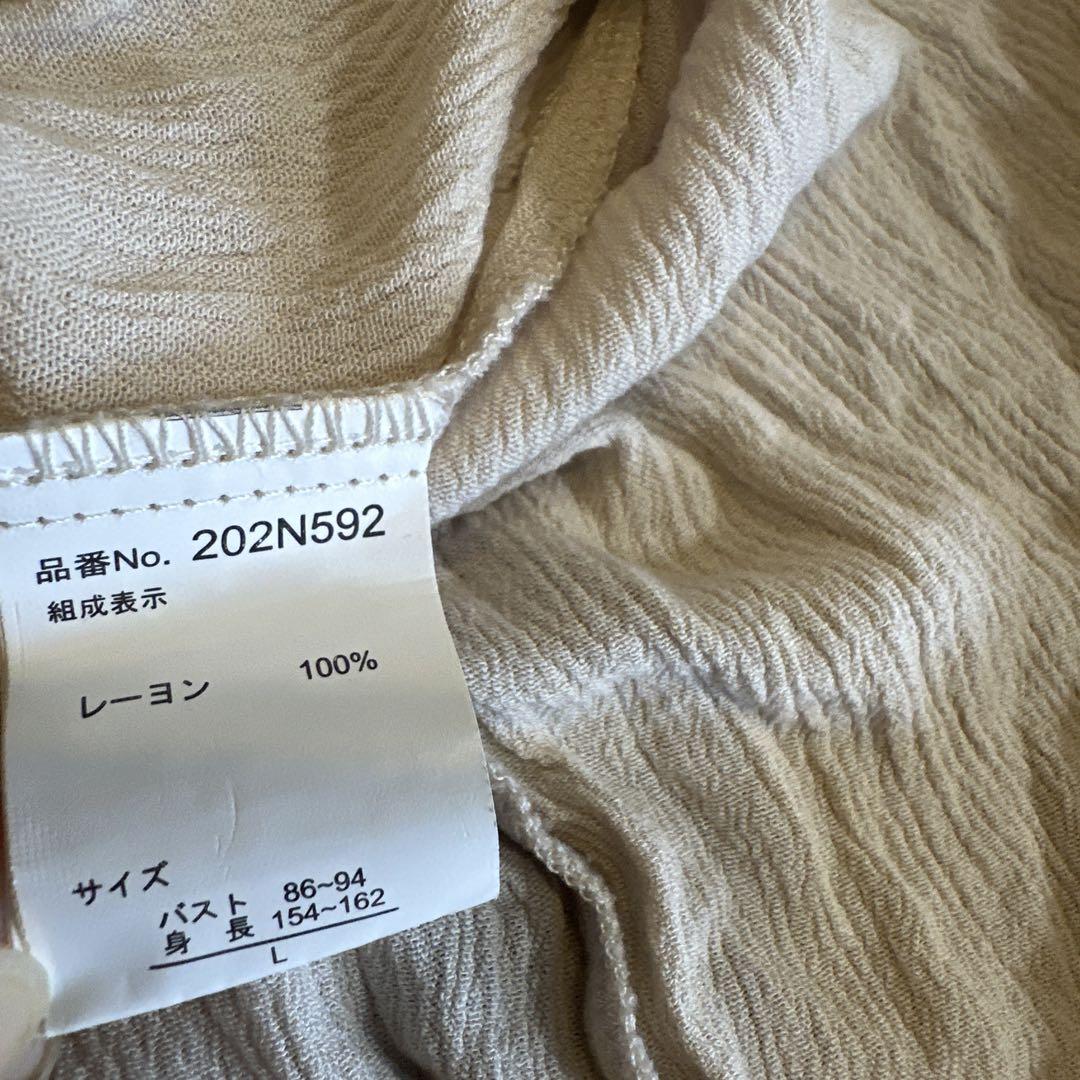 品番No. 202N592
組成表示
レーヨン 100%
サイズ
バスト 86~94
身長 154~162
L